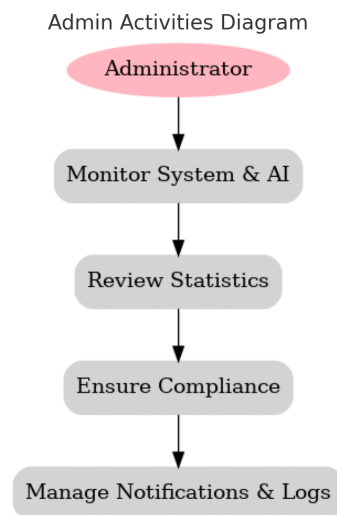 Admin Activities Diagram
Administrator
Monitor System & AI
Review Statistics
Ensure Compliance
Manage Notifications & Logs